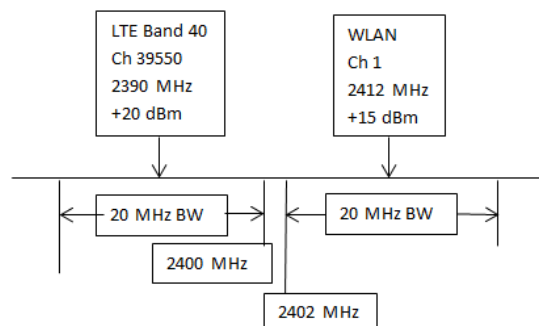 LTE Band 40
Ch 39550
2390 MHz
+20 dBm
WLAN
Ch 1
2412 MHz
+15 dBm
20 MHz BW
20 MHz BW
2400 MHz
2402 MHz